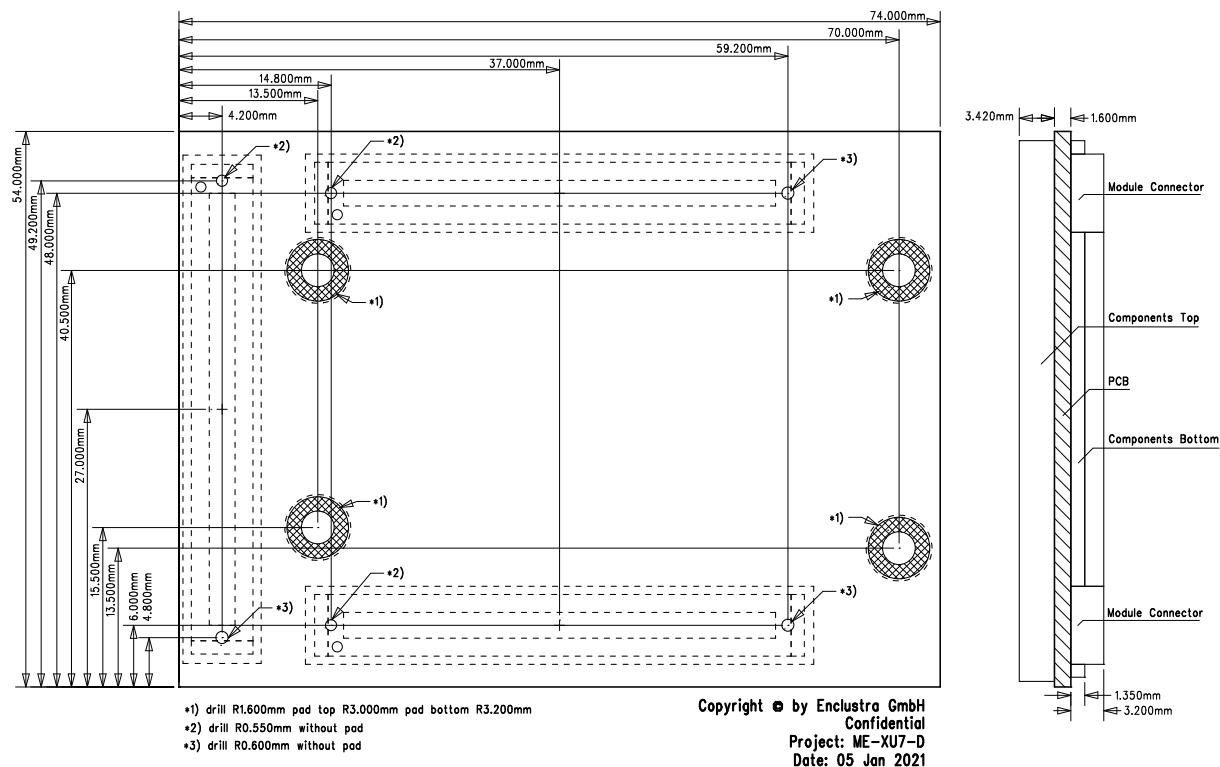 74.000mm
70.000mm
59.200mm
37.000mm
14.800mm
13.500mm
4.200mm
3.420mm
1.600mm
*2)
*2)
*3)
54.000mm
49.200mm
48.000mm
40.500mm
27.000mm
15.500mm
13.500mm
6.000mm
4.800mm
*1)
*1)
*1)
*1)
*2)
*3)
*3)
Module Connector
Components Top
PCB
Components Bottom
Module Connector
1.350mm
3.200mm
*1) drill R1.600mm pad top R3.000mm pad bottom R3.200mm
*2) drill R0.550mm without pad
*3) drill R0.600mm without pad
Copyright © by Enclustra GmbH
Confidential
Project: ME-XU7-D
Date: 05 Jan 2021